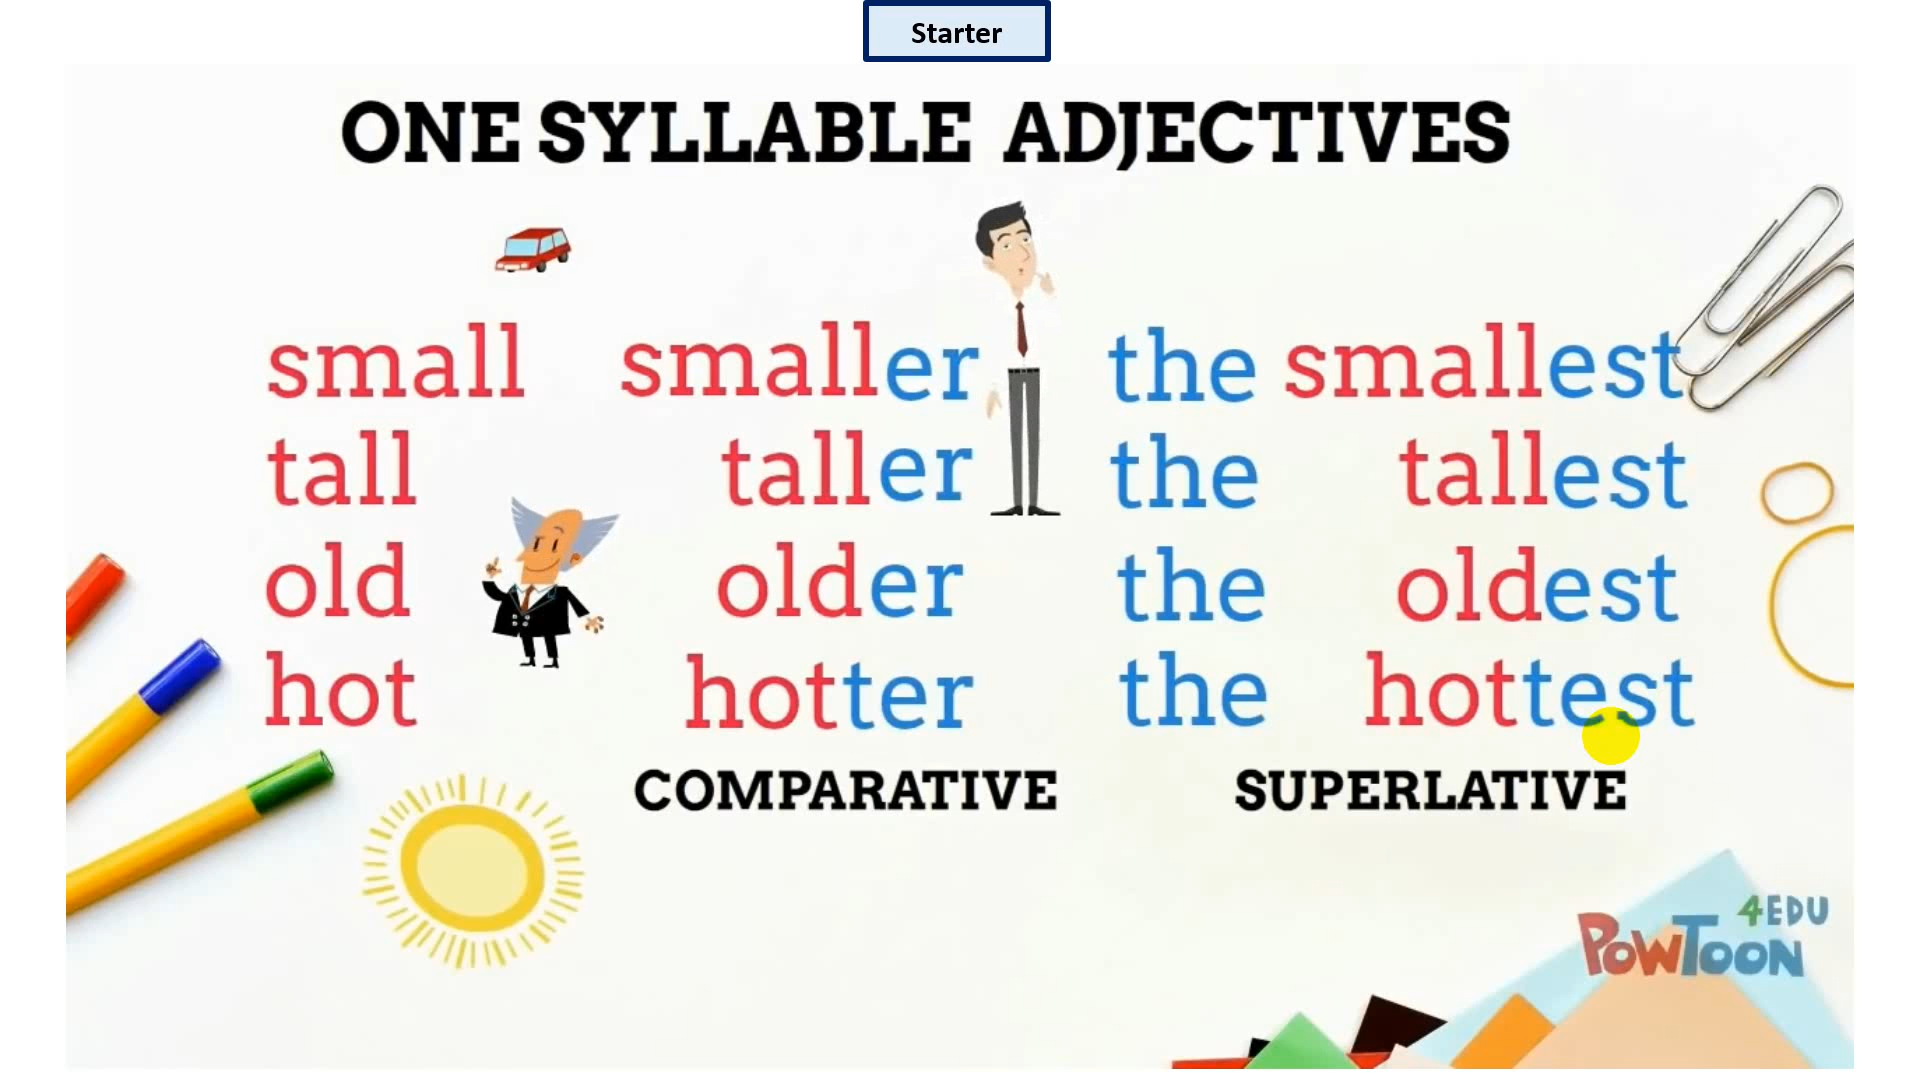 Starter
ONE SYLLABLE ADJECTIVES
small smaller the smallest
tall taller the tallest
old older the oldest
hot hotter the hottest
COMPARATIVE SUPERLATIVE
4EDU
POWTOON